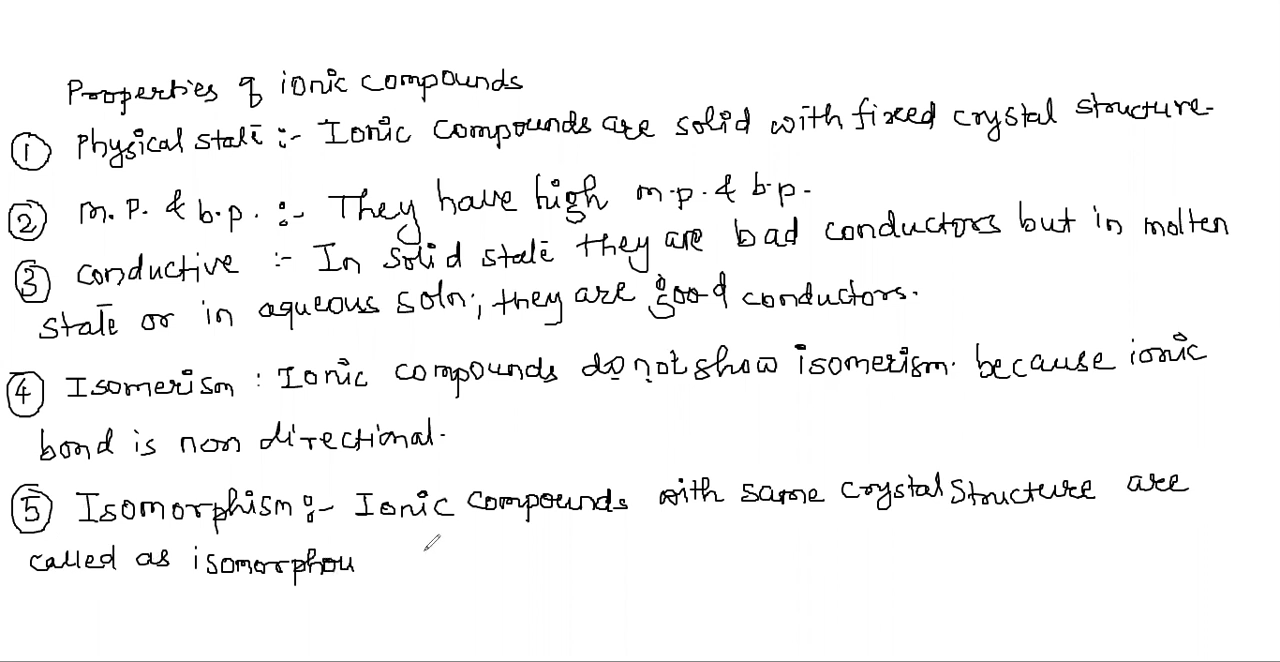 Properties of ionic compounds
① Physical state :- Ionic compounds are solid with fixed crystal structure-
② m. p. & b.p. :- They have high m.p. & b.p.-
③ conductive :- In solid state they are bad conductors but in molten
state or in aqueous soln; they are good conductors.
④ Isomerism : Ionic compounds do not show isomerism. because ionic
bond is non directional.
⑤ Isomorphism :- Ionic compounds with same crystal structure are
called as isomorphou